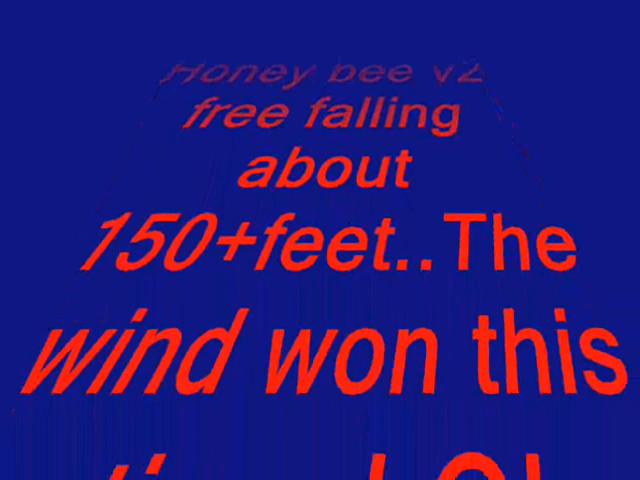 Honey bee v2
free falling
about
150+feet..The
wind won this